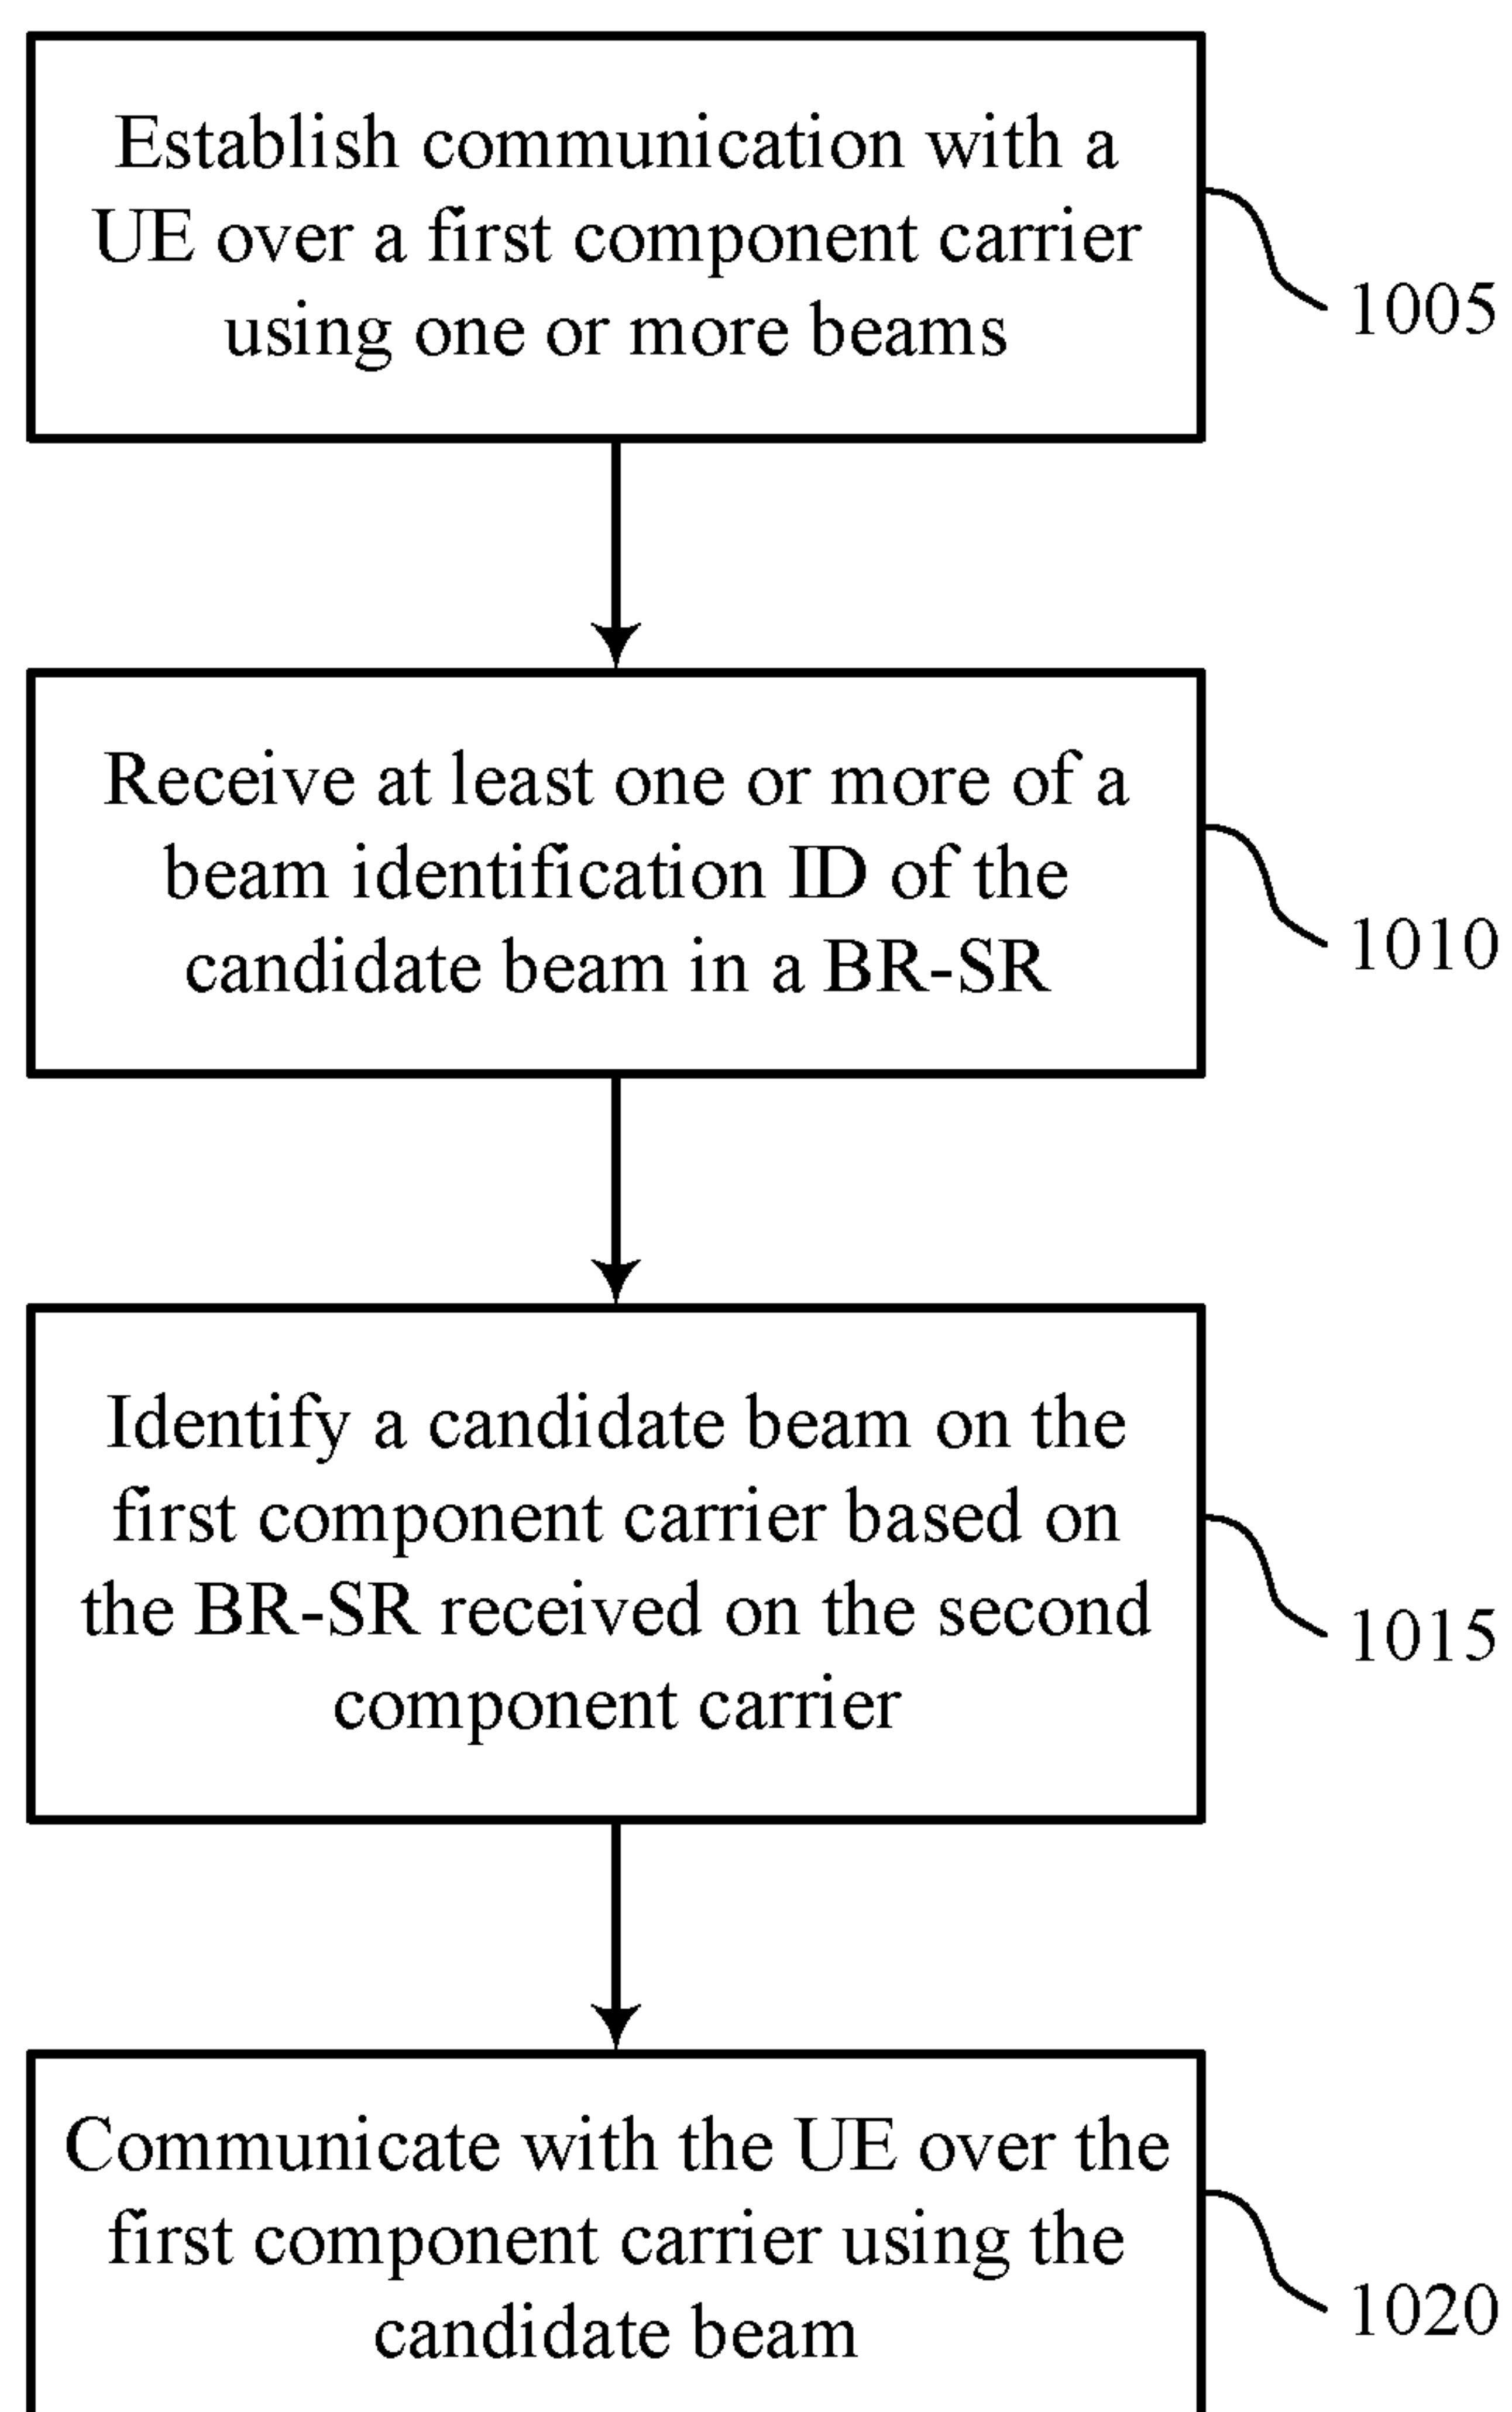 Establish communication with a
UE over a first component carrier
using one or more beams
1005
Receive at least one or more of a
beam identification ID of the
candidate beam in a BR-SR
1010
Identify a candidate beam on the
first component carrier based on
the BR-SR received on the second
component carrier
1015
Communicate with the UE over the
first component carrier using the
candidate beam
1020